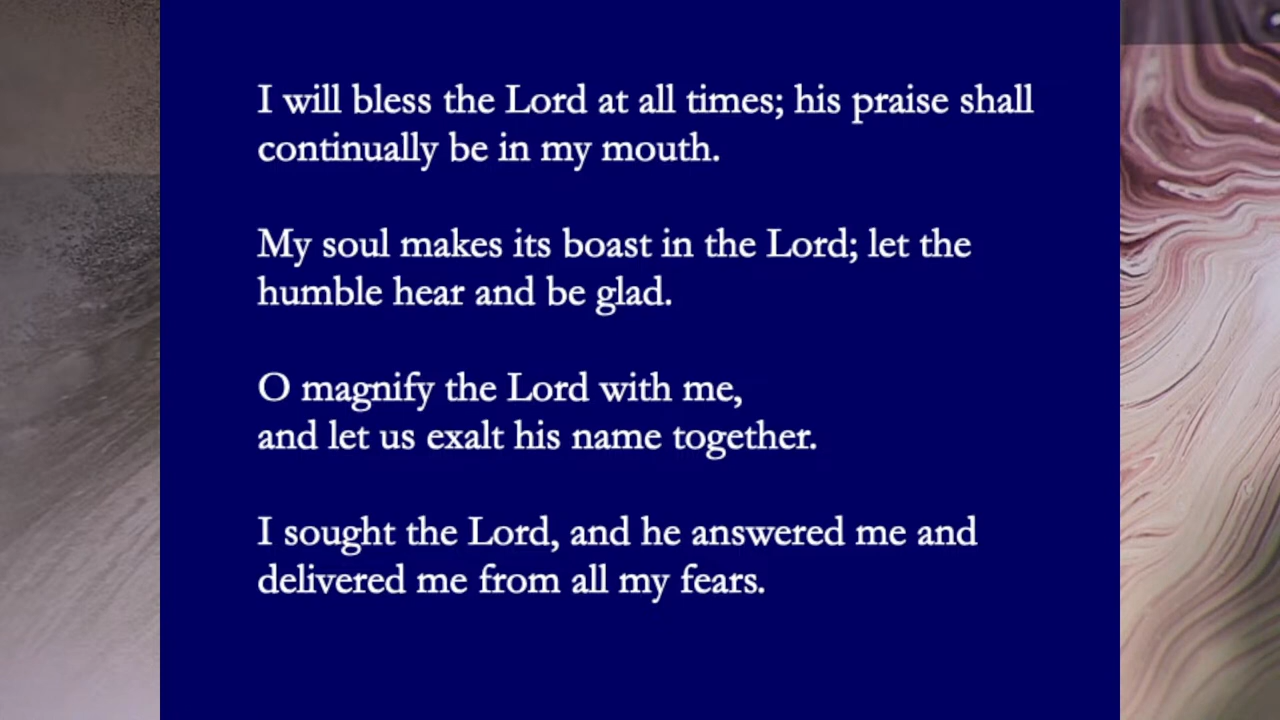 I will bless the Lord at all times; his praise shall
continually be in my mouth.
My soul makes its boast in the Lord; let the
humble hear and be glad.
O magnify the Lord with me,
and let us exalt his name together.
I sought the Lord, and he answered me and
delivered me from all my fears.